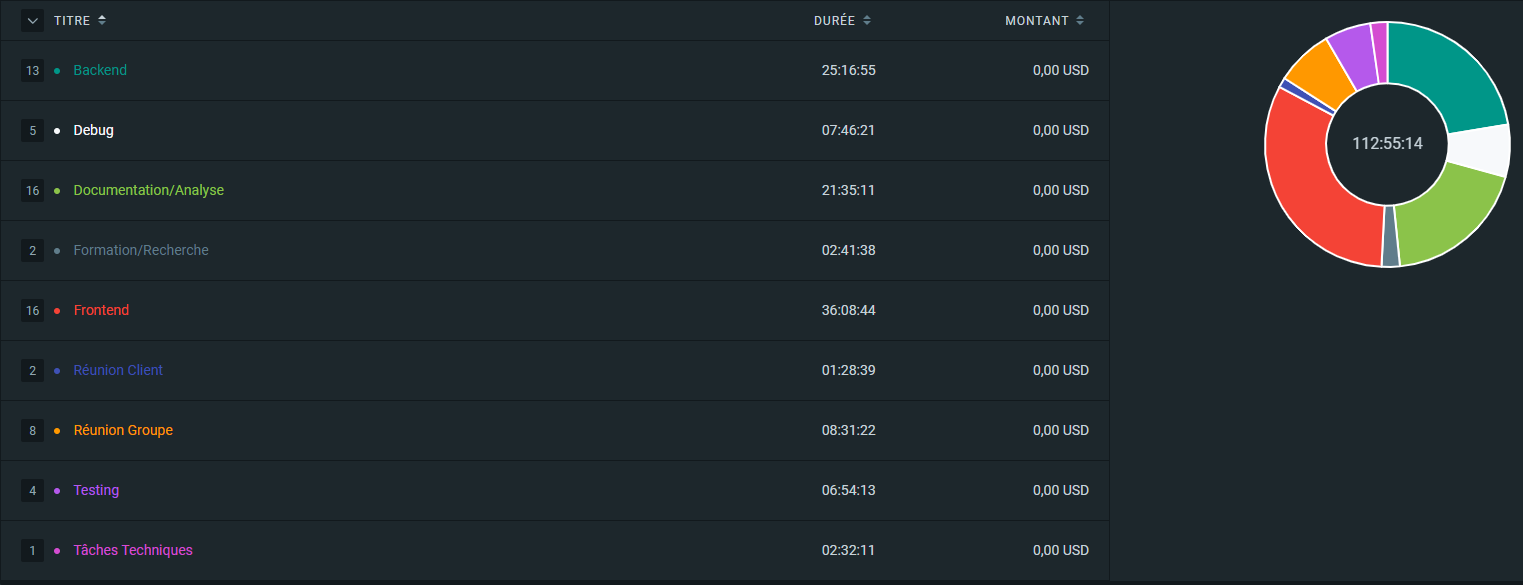 TITRE DURÉE MONTANT
13 Backend 25:16:55 0,00 USD
5 Debug 07:46:21 0,00 USD
16 Documentation/Analyse 21:35:11 0,00 USD
2 Formation/Recherche 02:41:38 0,00 USD
16 Frontend 36:08:44 0,00 USD
2 Réunion Client 01:28:39 0,00 USD
8 Réunion Groupe 08:31:22 0,00 USD
4 Testing 06:54:13 0,00 USD
1 Tâches Techniques 02:32:11 0,00 USD
112:55:14